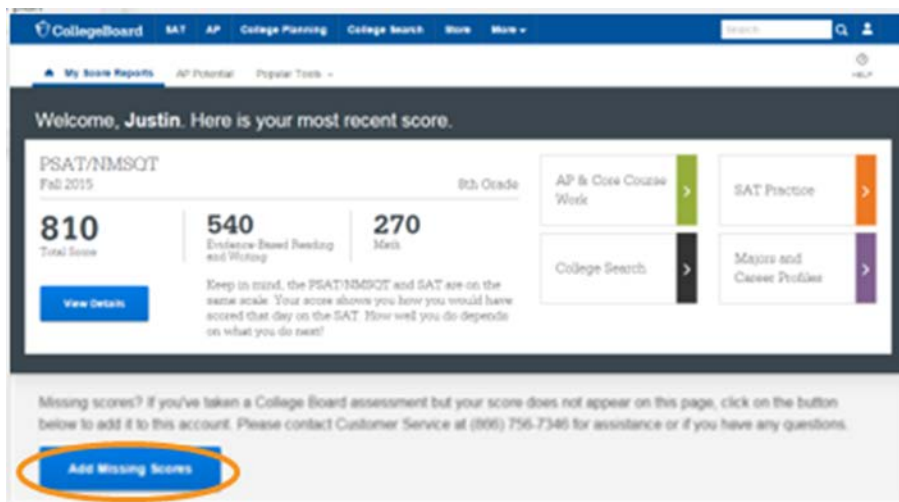 CollegeBoard SAT AP College Planning College Search Store More
Search
My Score Reports AP Potential Popular Tools
HELP
Welcome, Justin. Here is your most recent score.
PSAT/NMSQT
Fall 2015 8th Grade
810
Total Score
540
Evidence-Based Reading
and Writing
270
Math
Keep in mind, the PSAT/NMSQT and SAT are on the
same scale. Your score shows you how you would have
scored that day on the SAT. How well you do depends
on what you do next!
View Details
AP & Core Course
Work
SAT Practice
College Search
Majors and
Career Profiles
Missing scores? If you've taken a College Board assessment but your score does not appear on this page, click on the button
below to add it to this account. Please contact Customer Service at (866) 756-7346 for assistance or if you have any questions.
Add Missing Scores